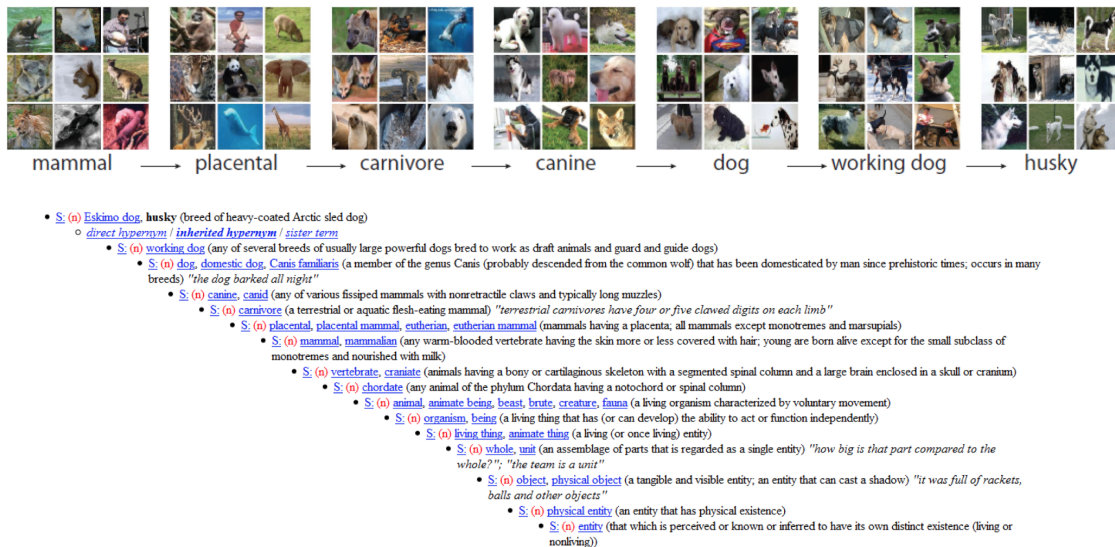 mammal → placental → carnivore → canine → dog → working dog → husky
• S: (n) Eskimo dog, husky (breed of heavy-coated Arctic sled dog)
○ direct hypernym / inherited hypernym / sister term
• S: (n) working dog (any of several breeds of usually large powerful dogs bred to work as draft animals and guard and guide dogs)
• S: (n) dog, domestic dog, Canis familiaris (a member of the genus Canis (probably descended from the common wolf) that has been domesticated by man since prehistoric times; occurs in many
breeds) "the dog barked all night"
• S: (n) canine, canid (any of various fissiped mammals with nonretractile claws and typically long muzzles)
• S: (n) carnivore (a terrestrial or aquatic flesh-eating mammal) "terrestrial carnivores have four or five clawed digits on each limb"
• S: (n) placental, placental mammal, eutherian, eutherian mammal (mammals having a placenta; all mammals except monotremes and marsupials)
• S: (n) mammal, mammalian (any warm-blooded vertebrate having the skin more or less covered with hair; young are born alive except for the small subclass of
monotremes and nourished with milk)
• S: (n) vertebrate, craniate (animals having a bony or cartilaginous skeleton with a segmented spinal column and a large brain enclosed in a skull or cranium)
• S: (n) chordate (any animal of the phylum Chordata having a notochord or spinal column)
• S: (n) animal, animate being, beast, brute, creature, fauna (a living organism characterized by voluntary movement)
• S: (n) organism, being (a living thing that has (or can develop) the ability to act or function independently)
• S: (n) living thing, animate thing (a living (or once living) entity)
• S: (n) whole, unit (an assemblage of parts that is regarded as a single entity) "how big is that part compared to the
whole?"; "the team is a unit"
• S: (n) object, physical object (a tangible and visible entity; an entity that can cast a shadow) "it was full of rackets,
balls and other objects"
• S: (n) physical entity (an entity that has physical existence)
• S: (n) entity (that which is perceived or known or inferred to have its own distinct existence (living or
nonliving))